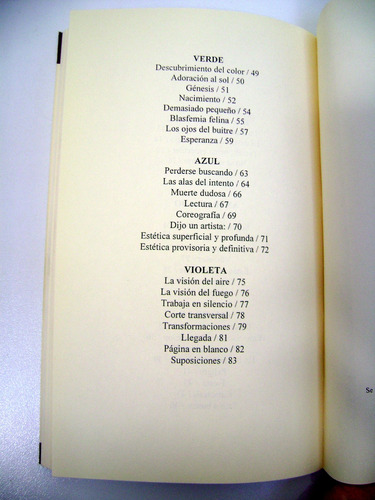 VERDE
Descubrimiento del color / 49
Adoración al sol / 50
Génesis / 51
Nacimiento / 52
Demasiado pequeño / 54
Blasfemia felina / 55
Los ojos del buitre / 57
Esperanza / 59
AZUL
Perderse buscando / 63
Las alas del intento / 64
Muerte dudosa / 66
Lectura / 67
Coreografía / 69
Dijo un artista: / 70
Estética superficial y profunda / 71
Estética provisoria y definitiva / 72
VIOLETA
La visión del aire / 75
La visión del fuego / 76
Trabaja en silencio / 77
Corte transversal / 78
Transformaciones / 79
Llegada / 81
Página en blanco / 82
Suposiciones / 83
Se